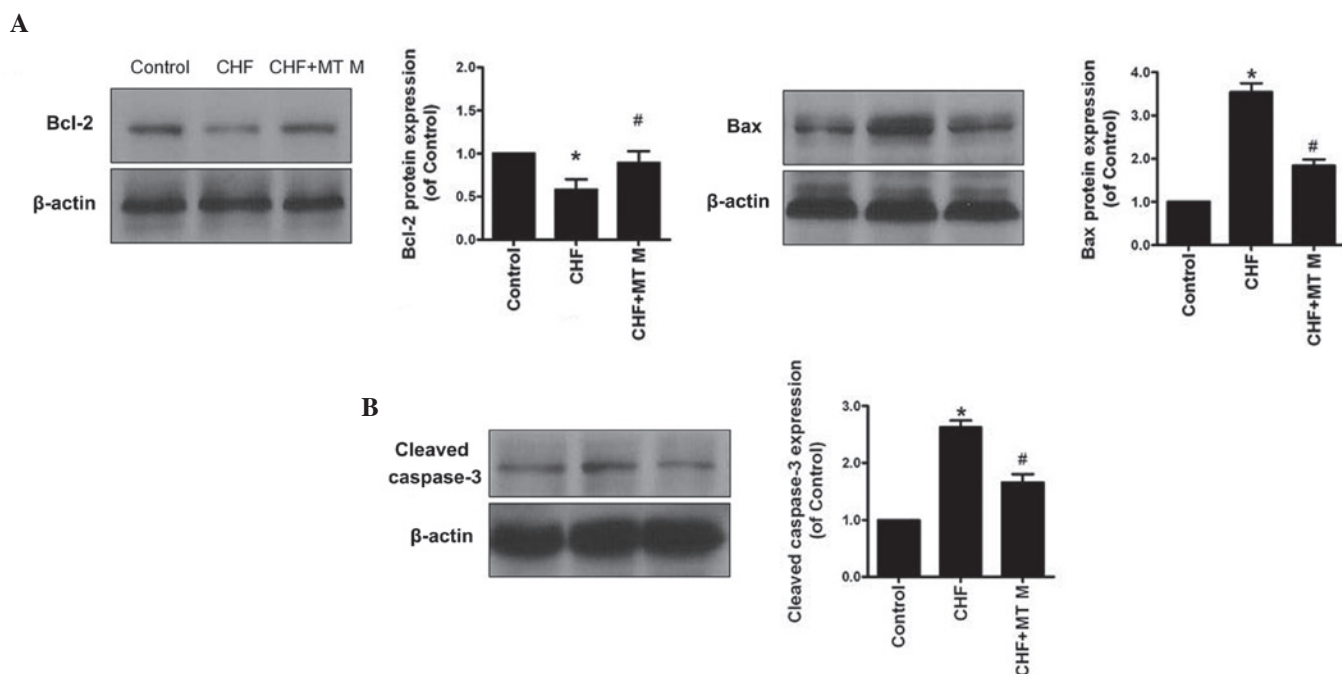 A
Control CHF CHF+MT M
Bcl-2
β-actin
Bcl-2 protein expression
(of Control)
2.0
1.5
1.0
0.5
0.0
*
#
Control
CHF
CHF+MT M
Bax
β-actin
Bax protein expression
(of Control)
4.0
3.0
2.0
1.0
0.0
*
#
Control
CHF
CHF+MT M
B
Cleaved
caspase-3
β-actin
Cleaved caspase-3 expression
(of Control)
3.0
2.0
1.0
0.0
*
#
Control
CHF
CHF+MT M